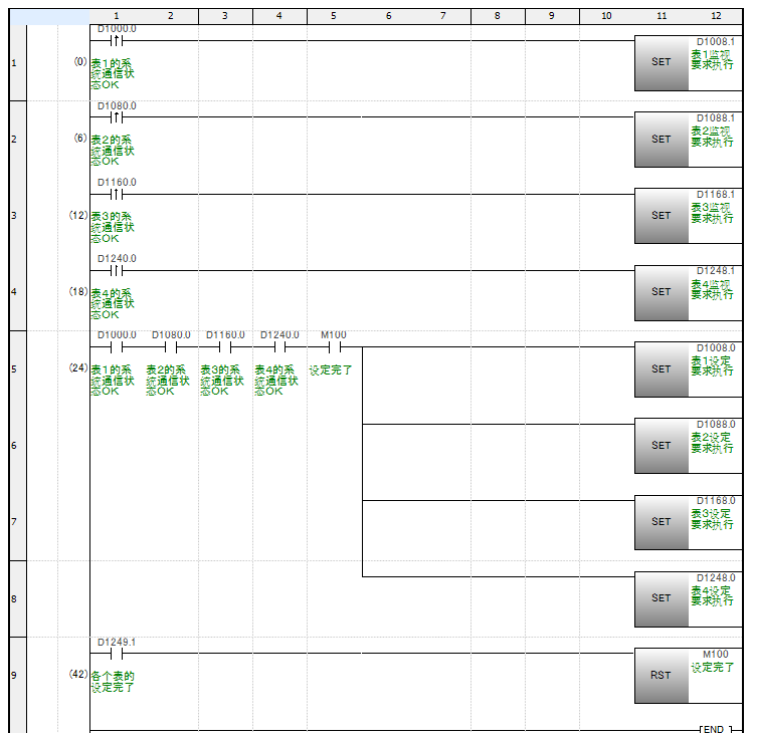 1 2 3 4 5 6 7 8 9 10 11 12
D1000.0
D1008.1
1 (0) 表1的系 SET 表1监视
统通信状 要求执行
态OK
D1080.0
D1088.1
2 (6) 表2的系 SET 表2监视
统通信状 要求执行
态OK
D1160.0
D1168.1
3 (12) 表3的系 SET 表3监视
统通信状 要求执行
态OK
D1240.0
D1248.1
4 (18) 表4的系 SET 表4监视
统通信状 要求执行
态OK
D1000.0 D1080.0 D1160.0 D1240.0 M100
D1008.0
5 (24) 表1的系 表2的系 表3的系 表4的系 设定完了 SET 表1设定
统通信状 统通信状 统通信状 统通信状 要求执行
态OK 态OK 态OK 态OK
D1088.0
6 SET 表2设定
要求执行
D1168.0
7 SET 表3设定
要求执行
D1248.0
8 SET 表4设定
要求执行
D1249.1
M100
9 (42) 各个表的 RST 设定完了
设定完了
END